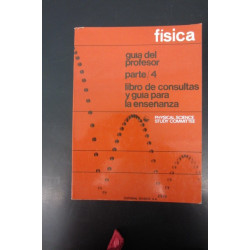 física
guía del
profesor
parte/4
libro de consultas
y guía para
la enseñanza
PHYSICAL SCIENCE
STUDY COMMITTEE